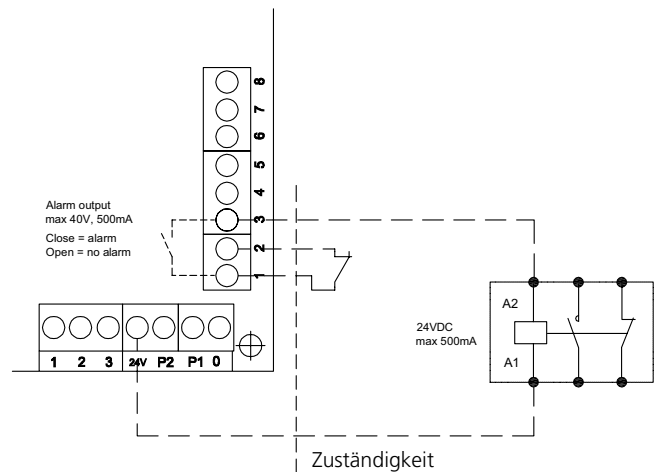 8
7
6
5
4
3
2
1
Alarm output
max 40V, 500mA
Close = alarm
Open = no alarm
24VDC
max 500mA
A2
A1
1 2 3 24V P2 P1 0
Zuständigkeit